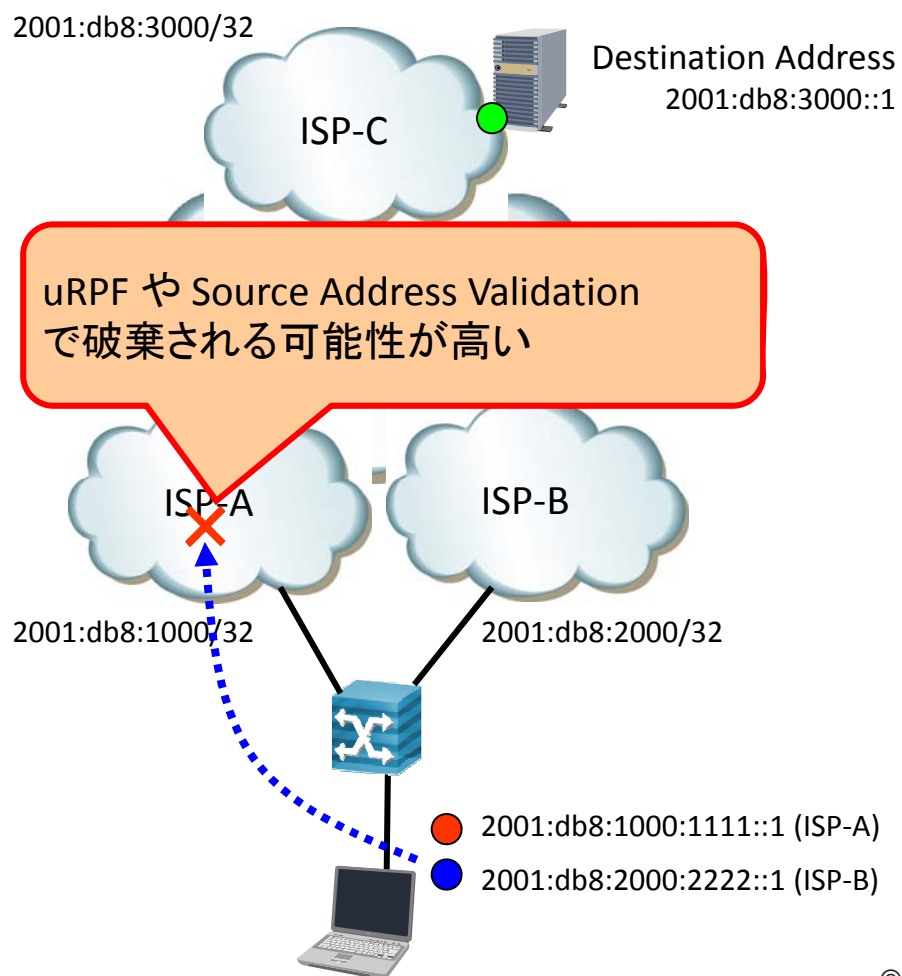 2001:db8:3000/32
Destination Address
2001:db8:3000::1
ISP-C
uRPF や Source Address Validation
で破棄される可能性が高い
ISP-A
ISP-B
2001:db8:1000/32
2001:db8:2000/32
2001:db8:1000:1111::1 (ISP-A)
2001:db8:2000:2222::1 (ISP-B)